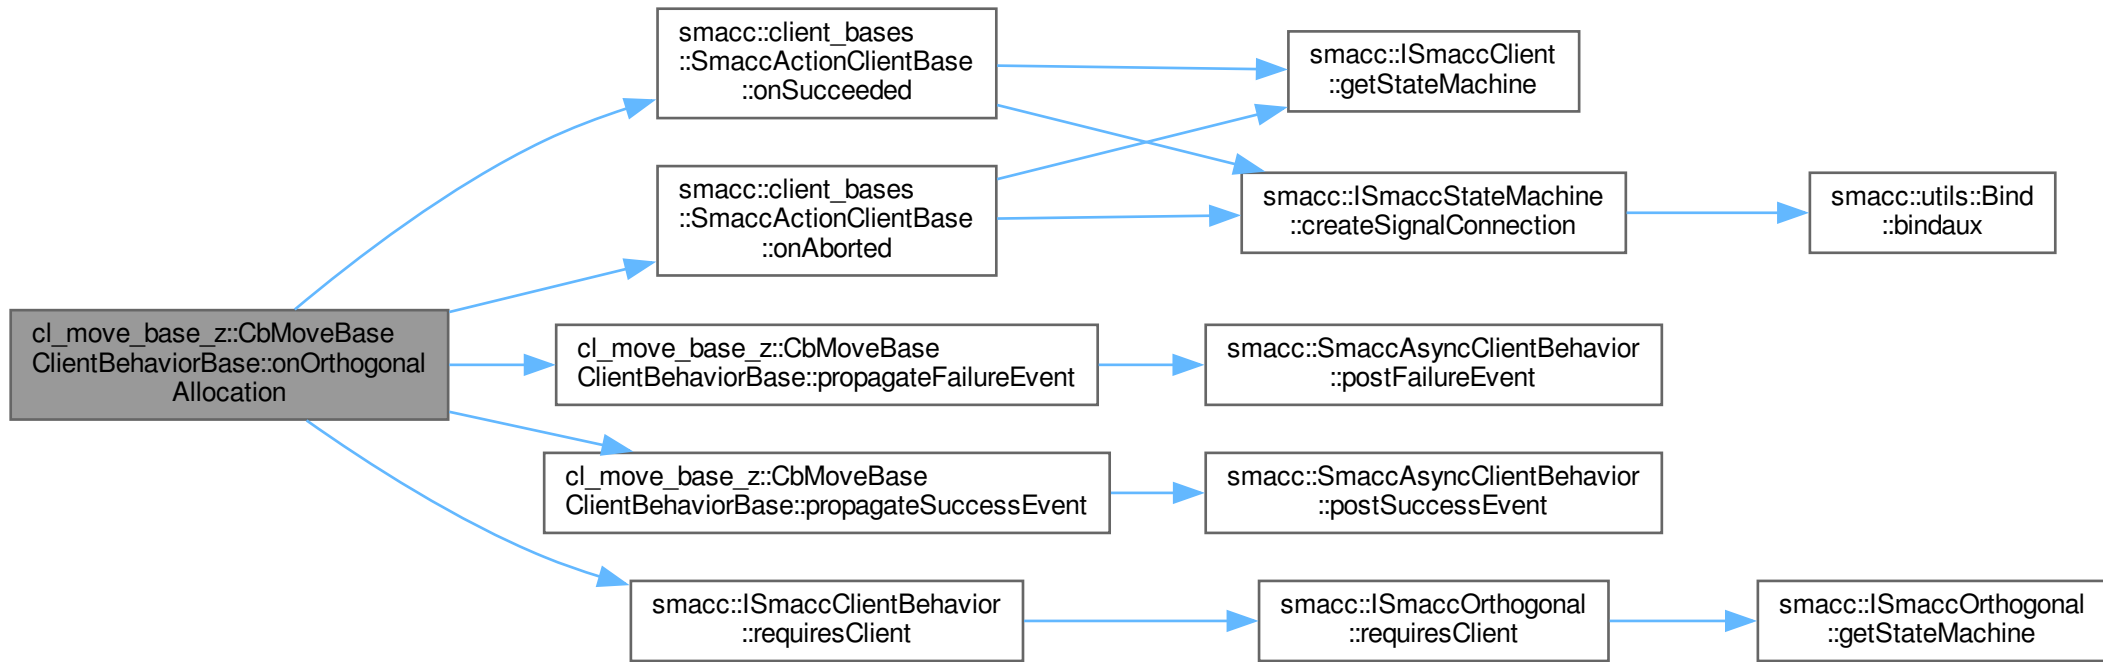 cl_move_base_z::CbMoveBase
ClientBehaviorBase::onOrthogonal
Allocation
smacc::client_bases
::SmaccActionClientBase
::onSucceeded
smacc::ISmaccClient
::getStateMachine
smacc::client_bases
::SmaccActionClientBase
::onAborted
smacc::ISmaccStateMachine
::createSignalConnection
smacc::utils::Bind
::bindaux
cl_move_base_z::CbMoveBase
ClientBehaviorBase::propagateFailureEvent
smacc::SmaccAsyncClientBehavior
::postFailureEvent
cl_move_base_z::CbMoveBase
ClientBehaviorBase::propagateSuccessEvent
smacc::SmaccAsyncClientBehavior
::postSuccessEvent
smacc::ISmaccClientBehavior
::requiresClient
smacc::ISmaccOrthogonal
::requiresClient
smacc::ISmaccOrthogonal
::getStateMachine